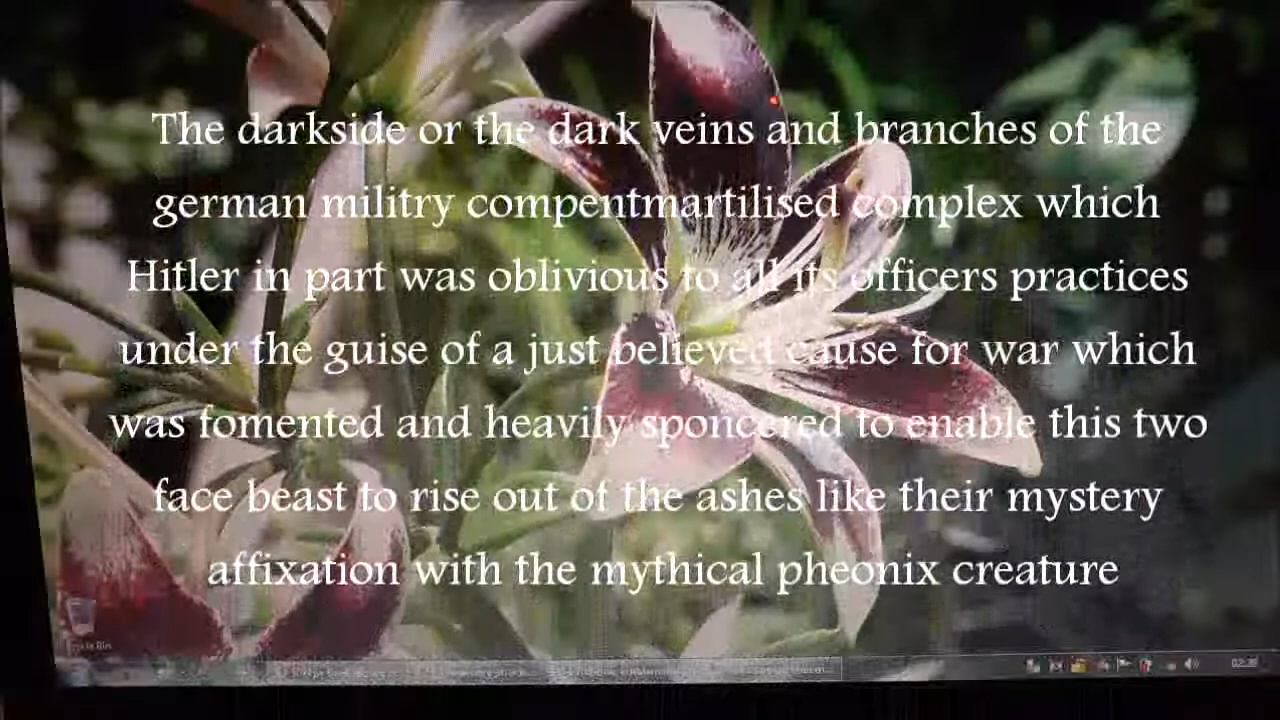 The darkside or the dark veins and branches of the
german militry compentmartilised complex which
Hitler in part was oblivious to all its officers practices
under the guise of a just believed cause for war which
was fomented and heavily sponcered to enable this two
face beast to rise out of the ashes like their mystery
affixation with the mythical pheonix creature